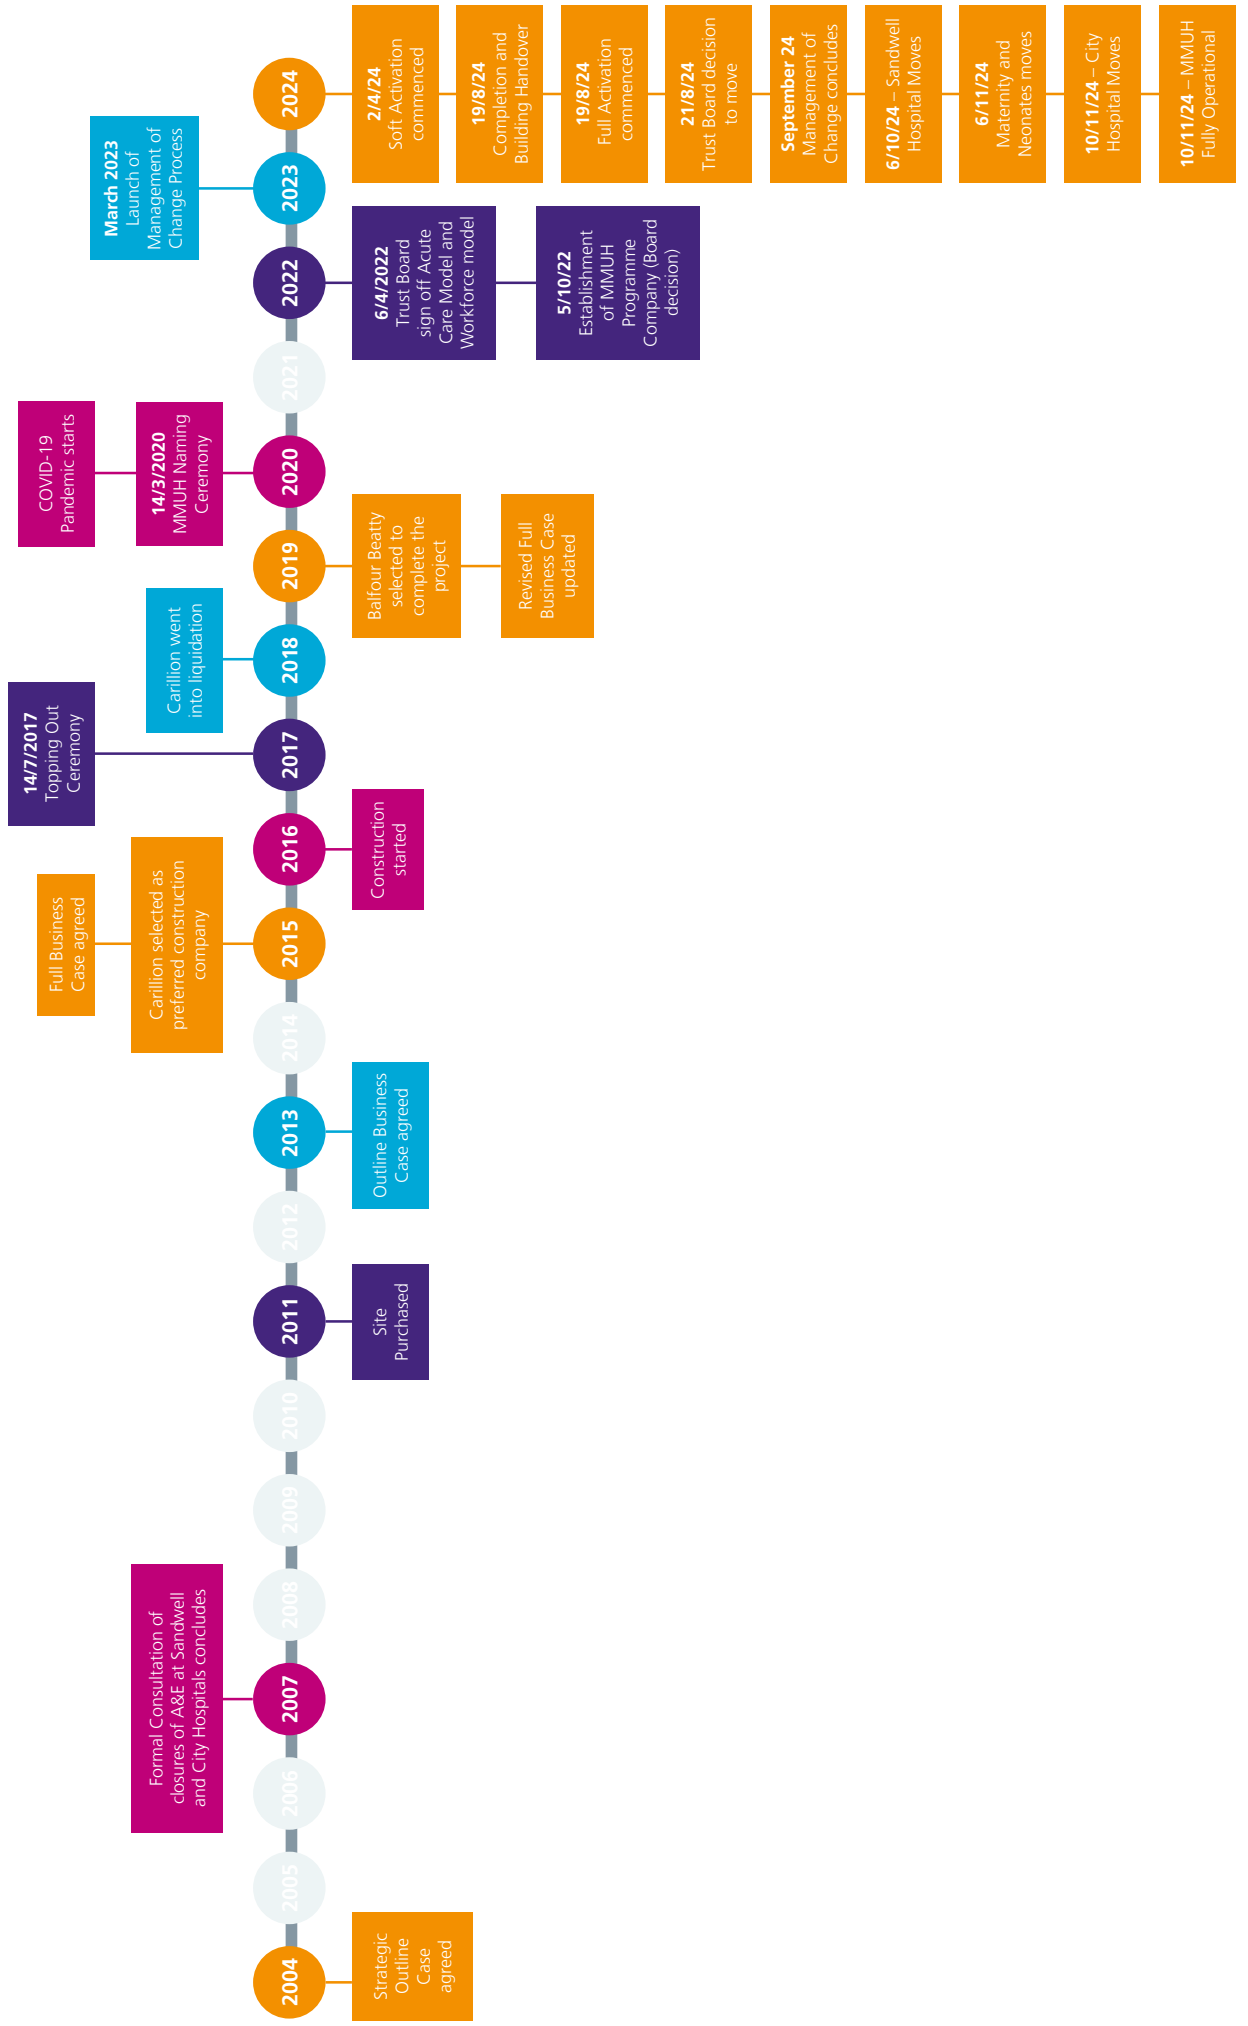 2004
Strategic
Outline
Case
agreed
2005
2006
2007
Formal Consultation of
closures of A&E at Sandwell
and City Hospitals concludes
2008
2009
2010
2011
Site
Purchased
2012
2013
Outline Business
Case agreed
2014
2015
Full Business
Case agreed
Carillion selected as
preferred construction
company
2016
Construction
started
2017
14/7/2017
Topping Out
Ceremony
2018
Carillion went
into liquidation
2019
Balfour Beatty
selected to
complete the
project
Revised Full
Business Case
updated
2020
COVID-19
Pandemic starts
14/3/2020
MMUH Naming
Ceremony
2021
2022
6/4/2022
Trust Board
sign off Acute
Care Model and
Workforce model
5/10/22
Establishment
of MMUH
Programme
Company (Board
decision)
2023
March 2023
Launch of
Management of
Change Process
2024
2/4/24
Soft Activation
commenced
19/8/24
Completion and
Building Handover
19/8/24
Full Activation
commenced
21/8/24
Trust Board decision
to move
September 24
Management of
Change concludes
6/10/24 – Sandwell
Hospital Moves
6/11/24
Maternity and
Neonates moves
10/11/24 – City
Hospital Moves
10/11/24 – MMUH
Fully Operational